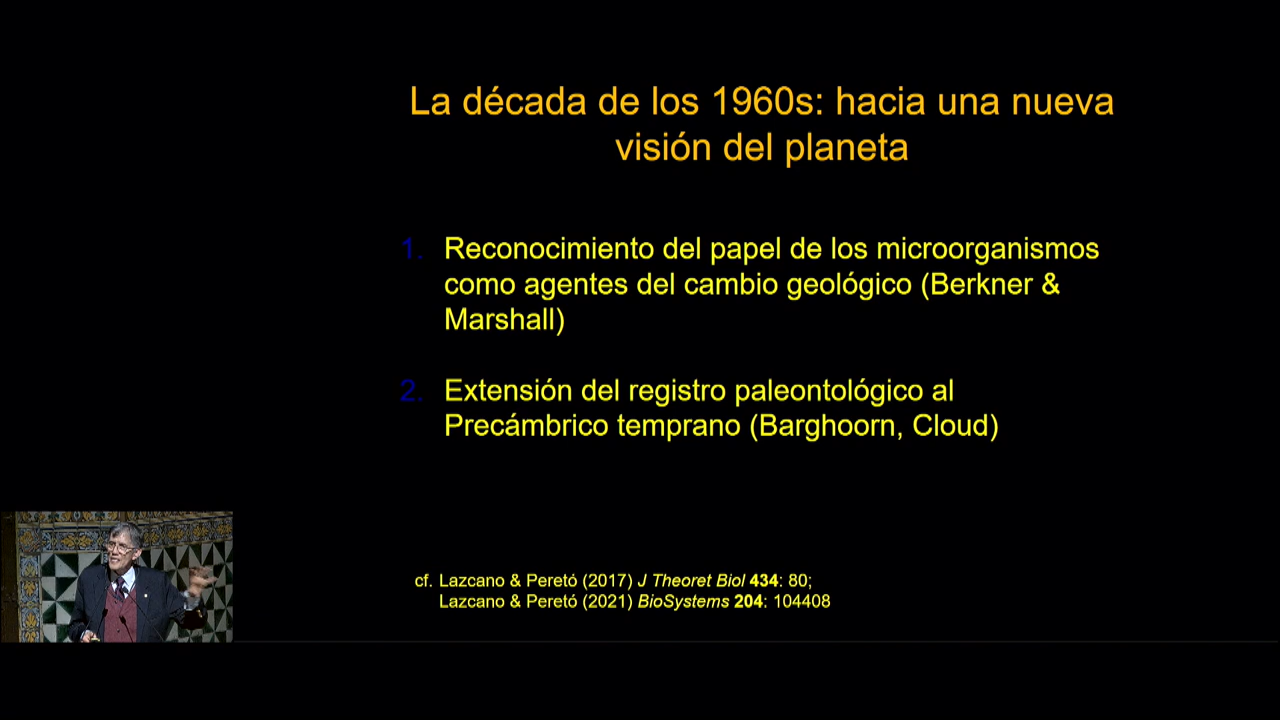 La década de los 1960s: hacia una nueva
visión del planeta
1. Reconocimiento del papel de los microorganismos
como agentes del cambio geológico (Berkner &
Marshall)
2. Extensión del registro paleontológico al
Precámbrico temprano (Barghoorn, Cloud)
cf. Lazcano & Peretó (2017) J Theoret Biol 434: 80;
Lazcano & Peretó (2021) BioSystems 204: 104408